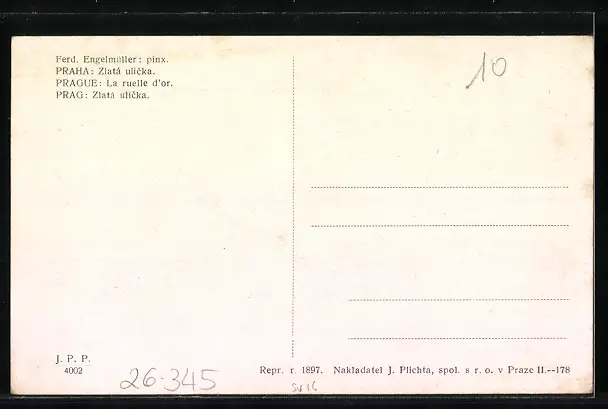 Ferd. Engelmüller: pinx.
PRAHA: Zlatá ulička.
PRAGUE: La ruelle d'or.
PRAG: Zlatá ulička.
10
J. P. P.
4002
26-345
Repr. r. 1897. Nakladatel J. Plichta, spol. s r. o. v Praze II.--178